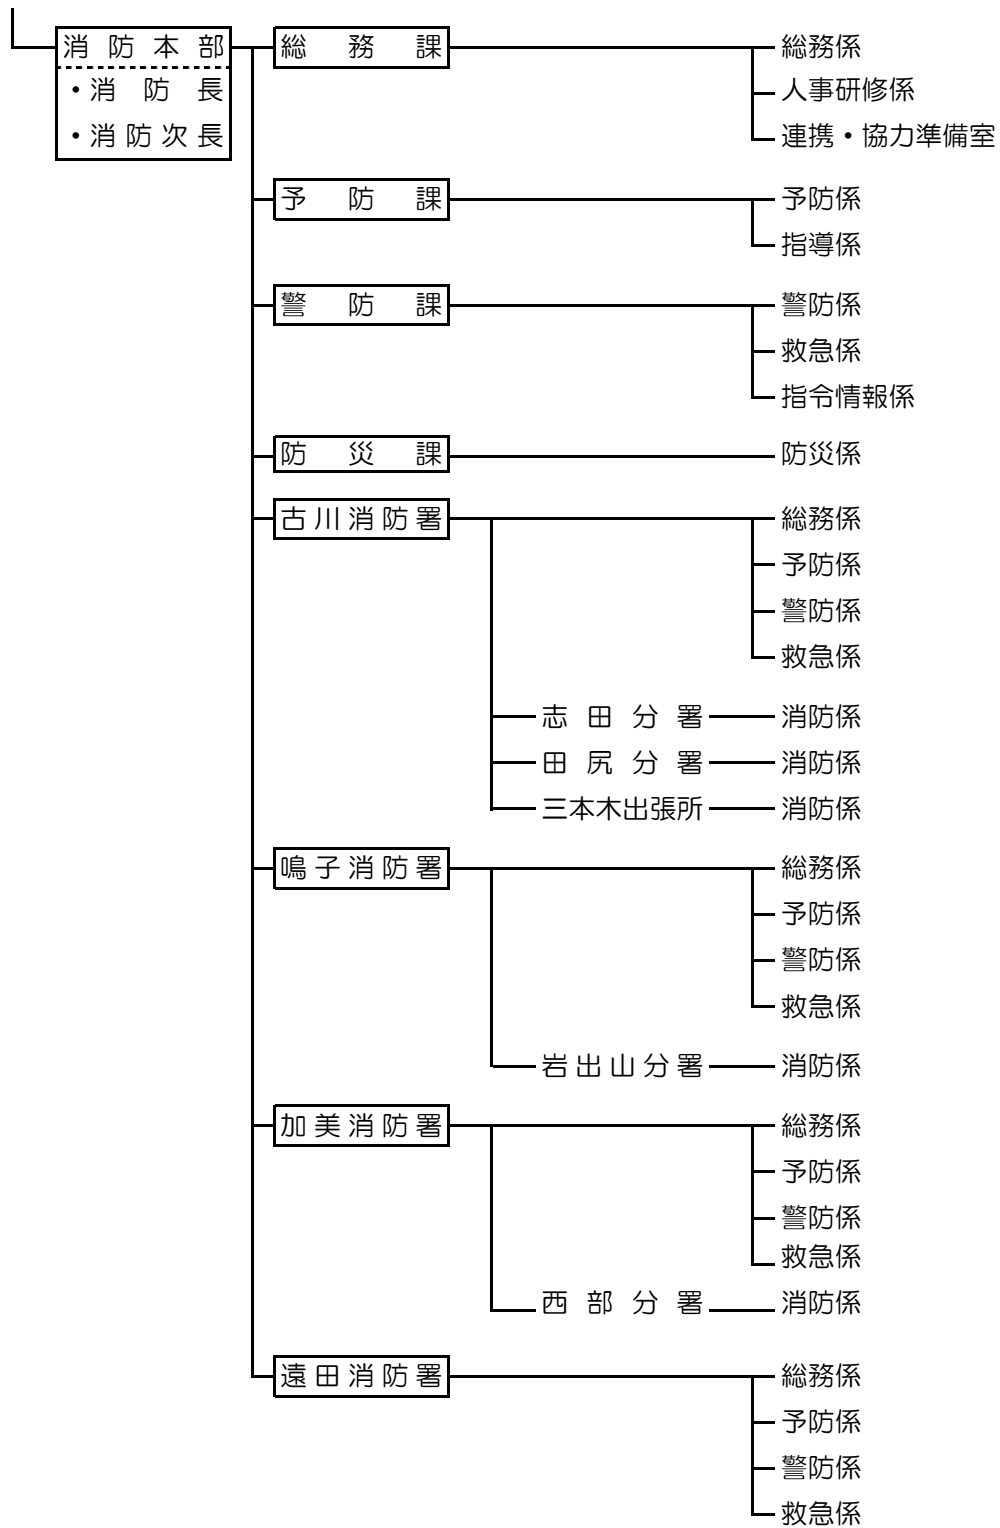 消防本部 総務課 総務係
・消防長 人事研修係
・消防次長 連携・協力準備室
予防課 予防係
指導係
警防課 警防係
救急係
指令情報係
防災課 防災係
古川消防署 総務係
予防係
警防係
救急係
志田分署 消防係
田尻分署 消防係
三本木出張所 消防係
鳴子消防署 総務係
予防係
警防係
救急係
岩出山分署 消防係
加美消防署 総務係
予防係
警防係
救急係
西部分署 消防係
遠田消防署 総務係
予防係
警防係
救急係